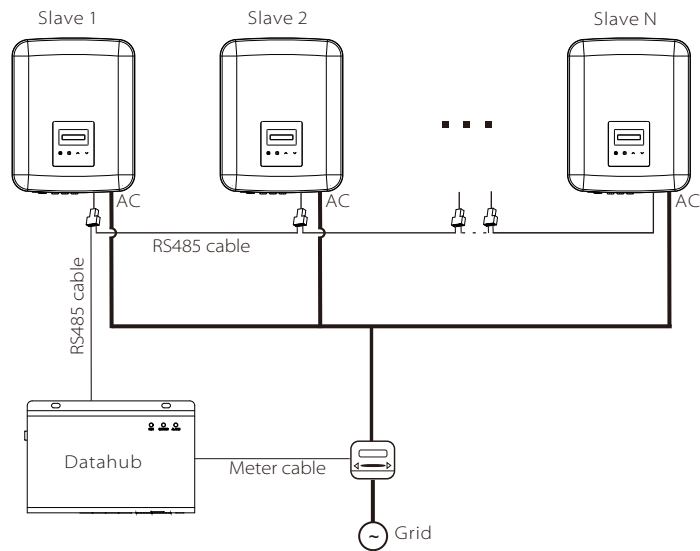 Slave 1
Slave 2
Slave N
AC
AC
AC
RS485 cable
RS485 cable
Datahub
Meter cable
Grid